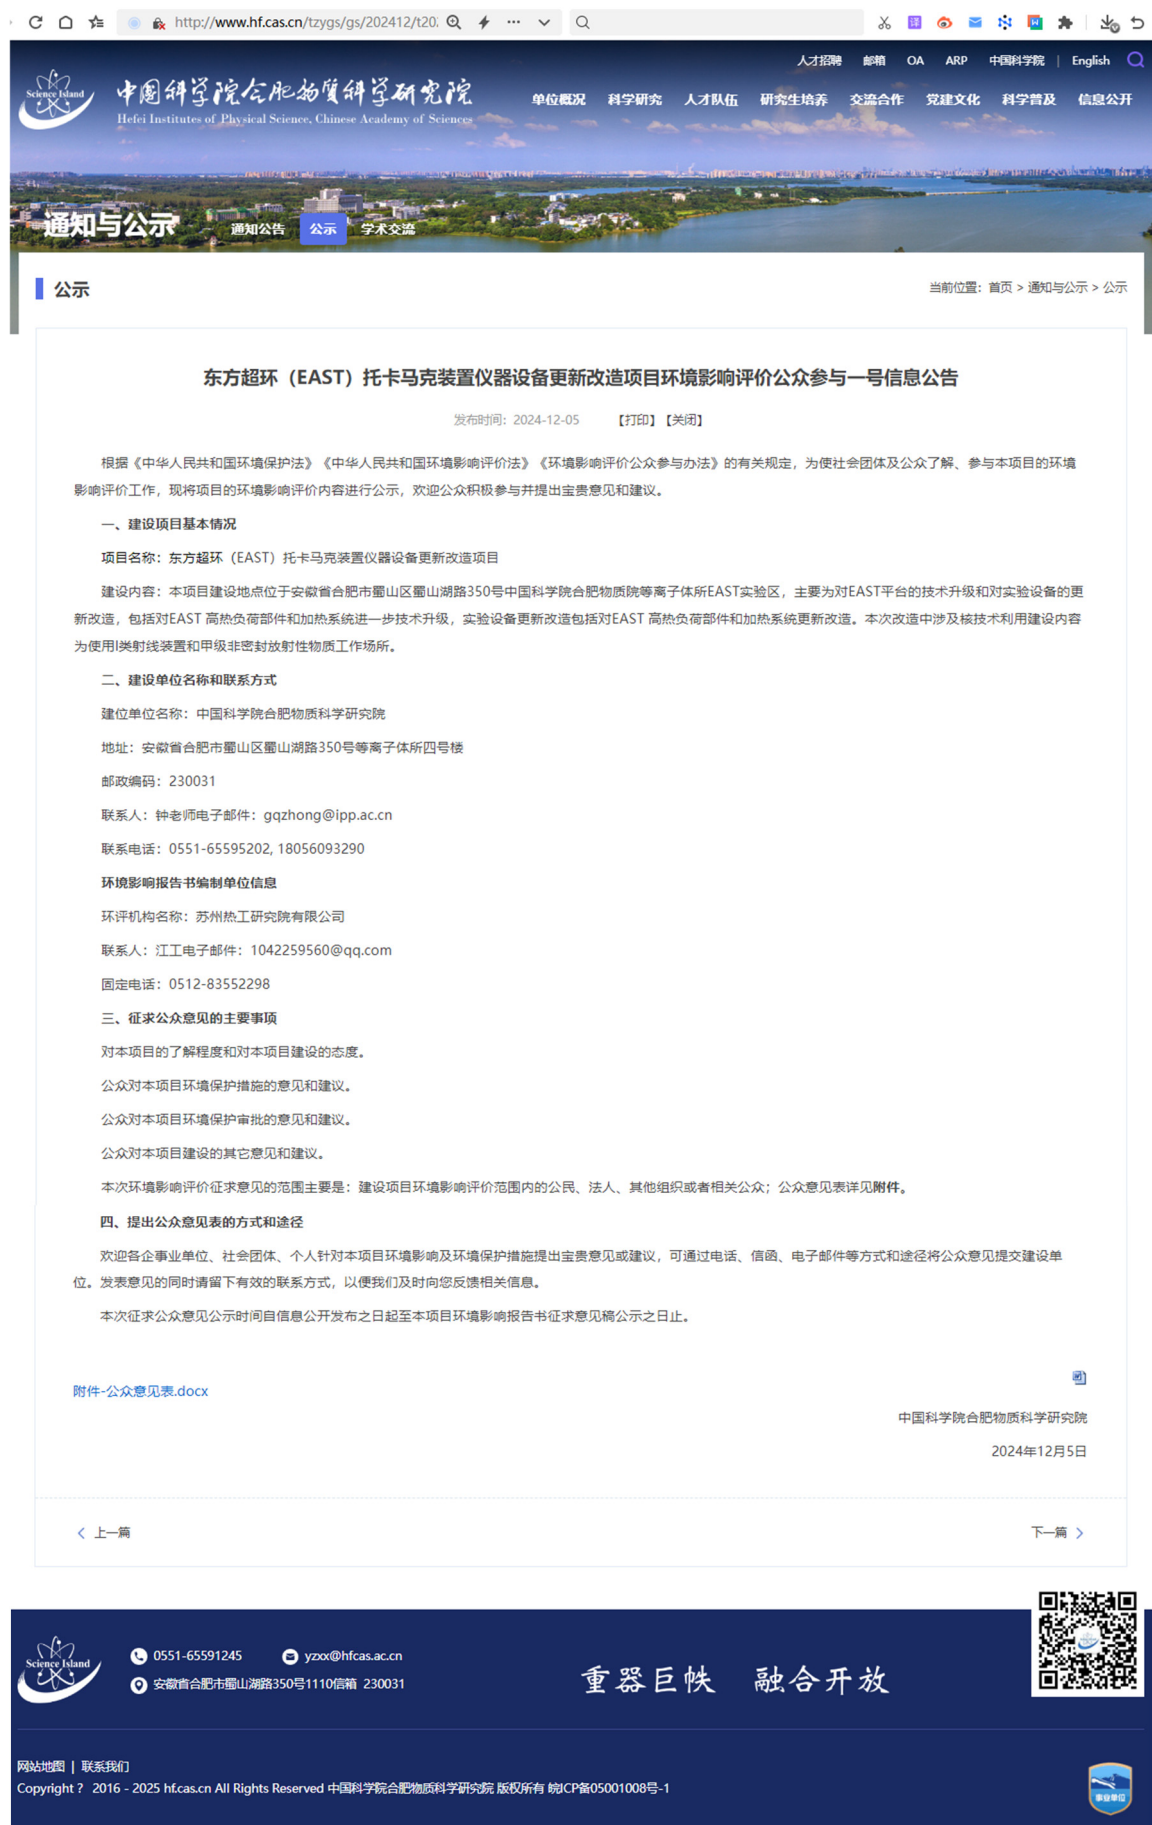 http://www.hf.cas.cn/tzygs/gs/202412/t20
人才招聘 邮箱 OA ARP 中国科学院 | English
Science Island
中国科学院合肥物质科学研究院
Hefei Institutes of Physical Science, Chinese Academy of Sciences
单位概况 科学研究 人才队伍 研究生培养 交流合作 党建文化 科学普及 信息公开
通知与公示 通知公告 公示 学术交流
公示
当前位置：首页 > 通知与公示 > 公示
东方超环（EAST）托卡马克装置仪器设备更新改造项目环境影响评价公众参与一号信息公告
发布时间：2024-12-05 【打印】【关闭】
根据《中华人民共和国环境保护法》《中华人民共和国环境影响评价法》《环境影响评价公众参与办法》的有关规定，为使社会团体及公众了解、参与本项目的环境
影响评价工作，现将项目的环境影响评价内容进行公示，欢迎公众积极参与并提出宝贵意见和建议。
一、建设项目基本情况
项目名称：东方超环（EAST）托卡马克装置仪器设备更新改造项目
建设内容：本项目建设地点位于安徽省合肥市蜀山区蜀山湖路350号中国科学院合肥物质院等离子体所EAST实验区，主要为对EAST平台的技术升级和对实验设备的更
新改造，包括对EAST 高热负荷部件和加热系统进一步技术升级，实验设备更新改造包括对EAST 高热负荷部件和加热系统更新改造。本次改造中涉及核技术利用建设内容
为使用I类射线装置和甲级非密封放射性物质工作场所。
二、建设单位名称和联系方式
建位单位名称：中国科学院合肥物质科学研究院
地址：安徽省合肥市蜀山区蜀山湖路350号等离子体所四号楼
邮政编码：230031
联系人：钟老师电子邮件：gqzhong@ipp.ac.cn
联系电话：0551-65595202, 18056093290
环境影响报告书编制单位信息
环评机构名称：苏州热工研究院有限公司
联系人：江工电子邮件：1042259560@qq.com
固定电话：0512-83552298
三、征求公众意见的主要事项
对本项目的了解程度和对本项目建设的态度。
公众对本项目环境保护措施的意见和建议。
公众对本项目环境保护审批的意见和建议。
公众对本项目建设的其它意见和建议。
本次环境影响评价征求意见的范围主要是：建设项目环境影响评价范围内的公民、法人、其他组织或者相关公众；公众意见表详见附件。
四、提出公众意见表的方式和途径
欢迎各企事业单位、社会团体、个人针对本项目环境影响及环境保护措施提出宝贵意见或建议，可通过电话、信函、电子邮件等方式和途径将公众意见提交建设单
位。发表意见的同时请留下有效的联系方式，以便我们及时向您反馈相关信息。
本次征求公众意见公示时间自信息公开发布之日起至本项目环境影响报告书征求意见稿公示之日止。
附件-公众意见表.docx
中国科学院合肥物质科学研究院
2024年12月5日
上一篇 下一篇
Science Island
0551-65591245 yzxx@hfcas.ac.cn
安徽省合肥市蜀山湖路350号1110信箱 230031
重器巨帙 融合开放
网站地图 | 联系我们
Copyright ? 2016 - 2025 hf.cas.cn All Rights Reserved 中国科学院合肥物质科学研究院 版权所有 皖ICP备05001008号-1
事业单位